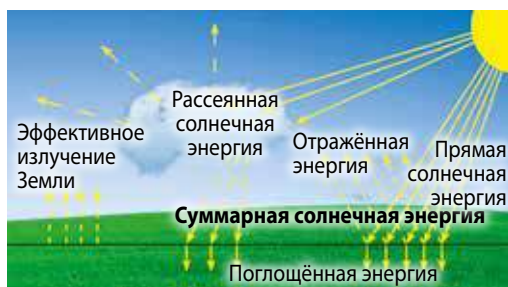 Рассеянная
солнечная
энергия
Эффективное
излучение
Земли
Отражённая
энергия
Прямая
солнечная
энергия
Суммарная солнечная энергия
Поглощённая энергия